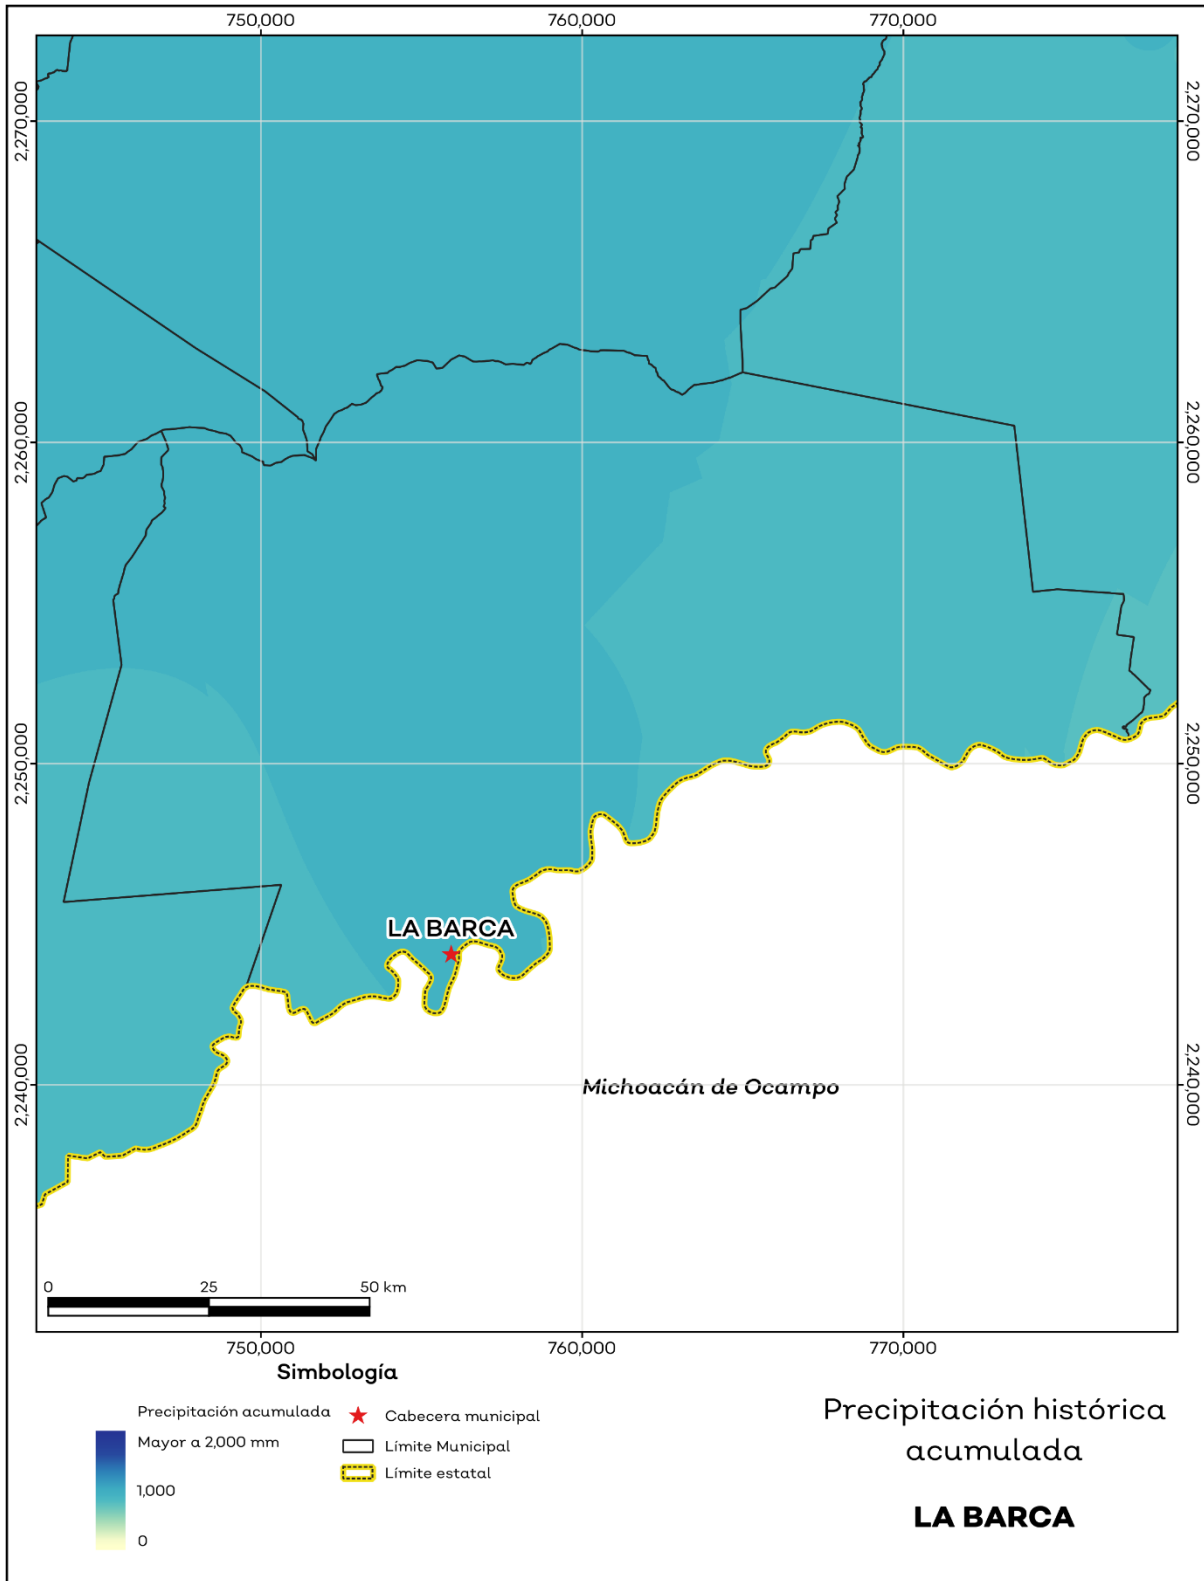 750,000
760,000
770,000
2,270,000
2,270,000
2,260,000
2,260,000
2,250,000
2,250,000
LA BARCA
2,240,000
Michoacán de Ocampo
2,240,000
0
25
50 km
750,000
760,000
770,000
Simbología
Precipitación acumulada
Mayor a 2,000 mm
1,000
0
Cabecera municipal
Límite Municipal
Límite estatal
Precipitación histórica
acumulada
LA BARCA